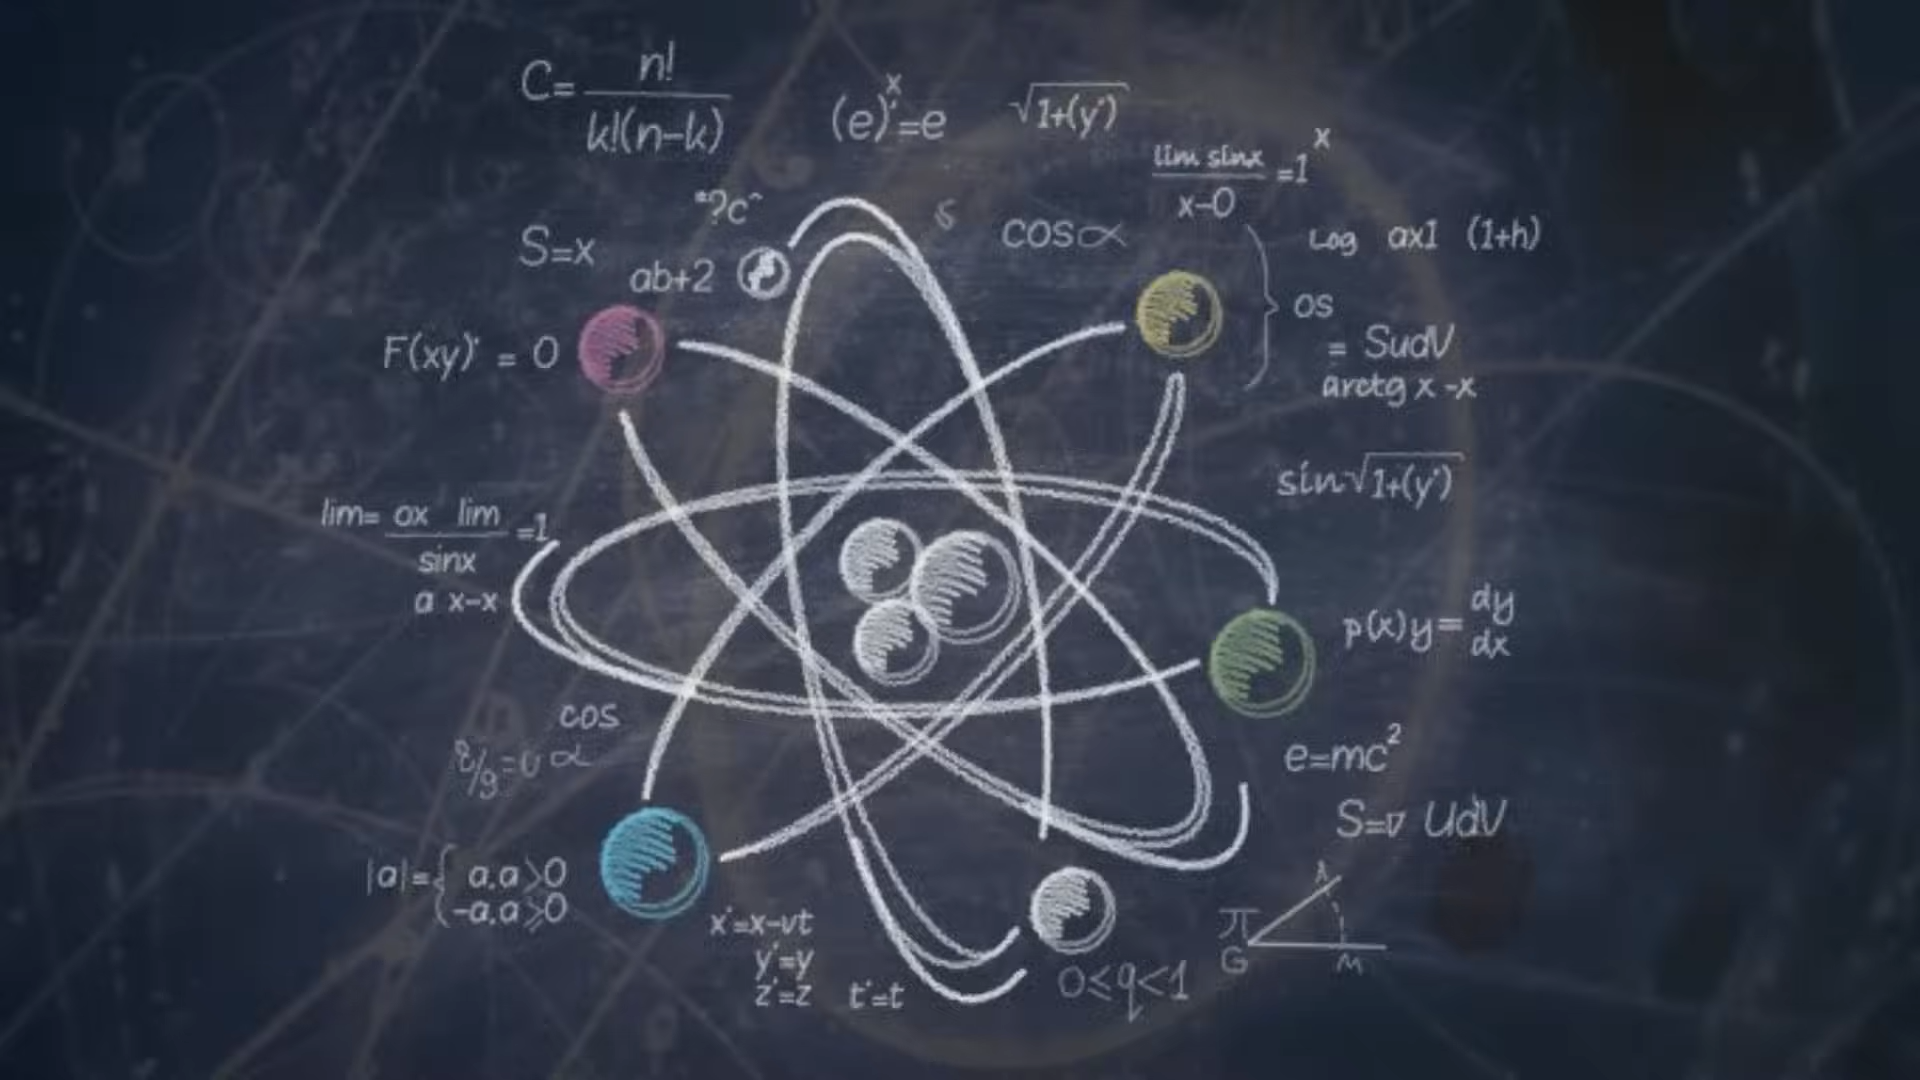 C= n!
k!(n-k)
(e)'=e
x
√1+(y')
lim sinx =1
x-0
x
"?c^
S=x
ab+2
cos∝
Log ax1 (1+h)
os
= SudV
arctg x -x
F(xy)' = 0
sin√1+(y')
lim= ox lim =1
sinx
a x-x
p(x)y= dy
dx
cos
∝
e=mc²
S=▽ UdV
|a|={ a.a>0
-a.a≥0
x'=x-vt
y'=y
z'=z t'=t
0≤q<1
A
π
G M